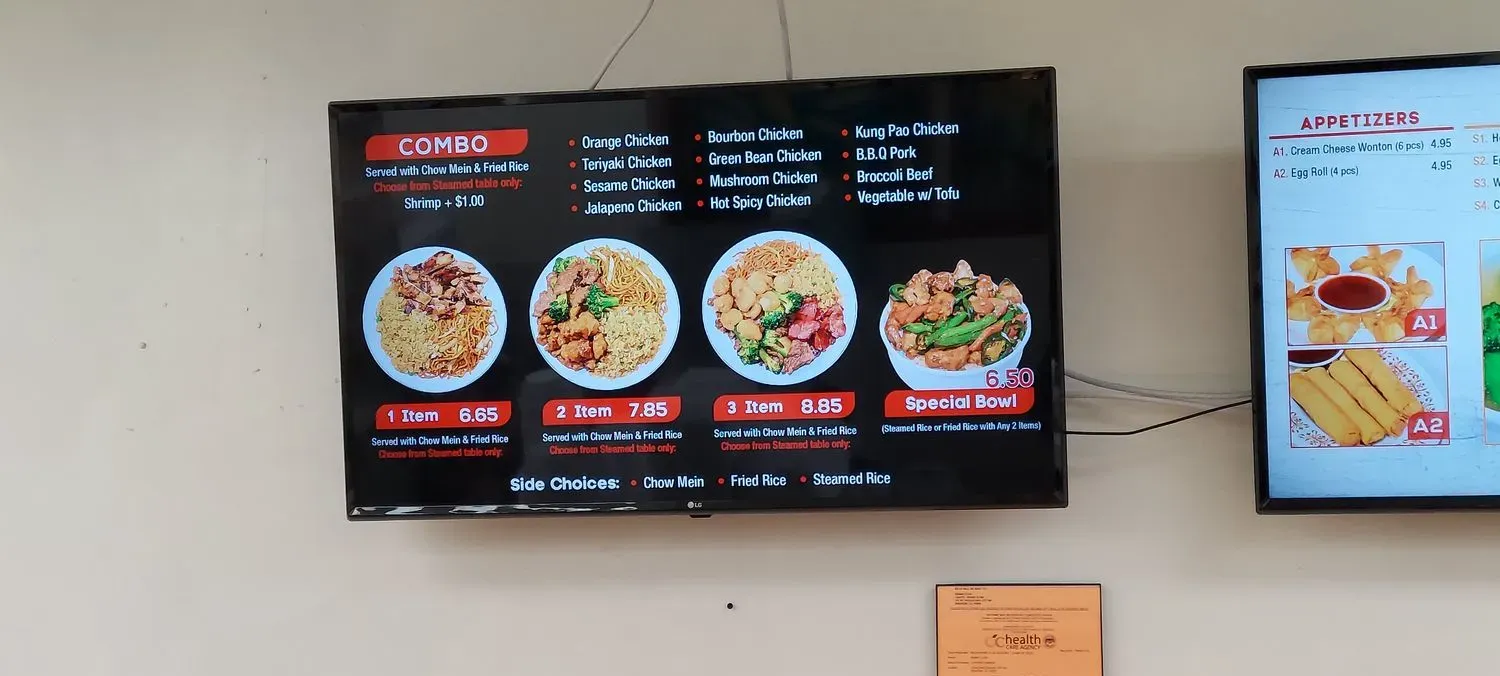 COMBO
Served with Chow Mein & Fried Rice
Choose from Steamed table only:
Shrimp + $1.00
Orange Chicken
Teriyaki Chicken
Sesame Chicken
Jalapeno Chicken
Bourbon Chicken
Green Bean Chicken
Mushroom Chicken
Hot Spicy Chicken
Kung Pao Chicken
B.B.Q Pork
Broccoli Beef
Vegetable w/ Tofu
1 Item 6.65
Served with Chow Mein & Fried Rice
Choose from Steamed table only:
2 Item 7.85
Served with Chow Mein & Fried Rice
Choose from Steamed table only:
3 Item 8.85
Served with Chow Mein & Fried Rice
Choose from Steamed table only:
6.50
Special Bowl
(Steamed Rice or Fried Rice with Any 2 Items)
Side Choices: • Chow Mein • Fried Rice • Steamed Rice
LG
APPETIZERS
A1. Cream Cheese Wonton (6 pcs) 4.95
A2. Egg Roll (4 pcs) 4.95
S1.
S2.
S3.
S4.
A1
A2
health
CARE AGENCY